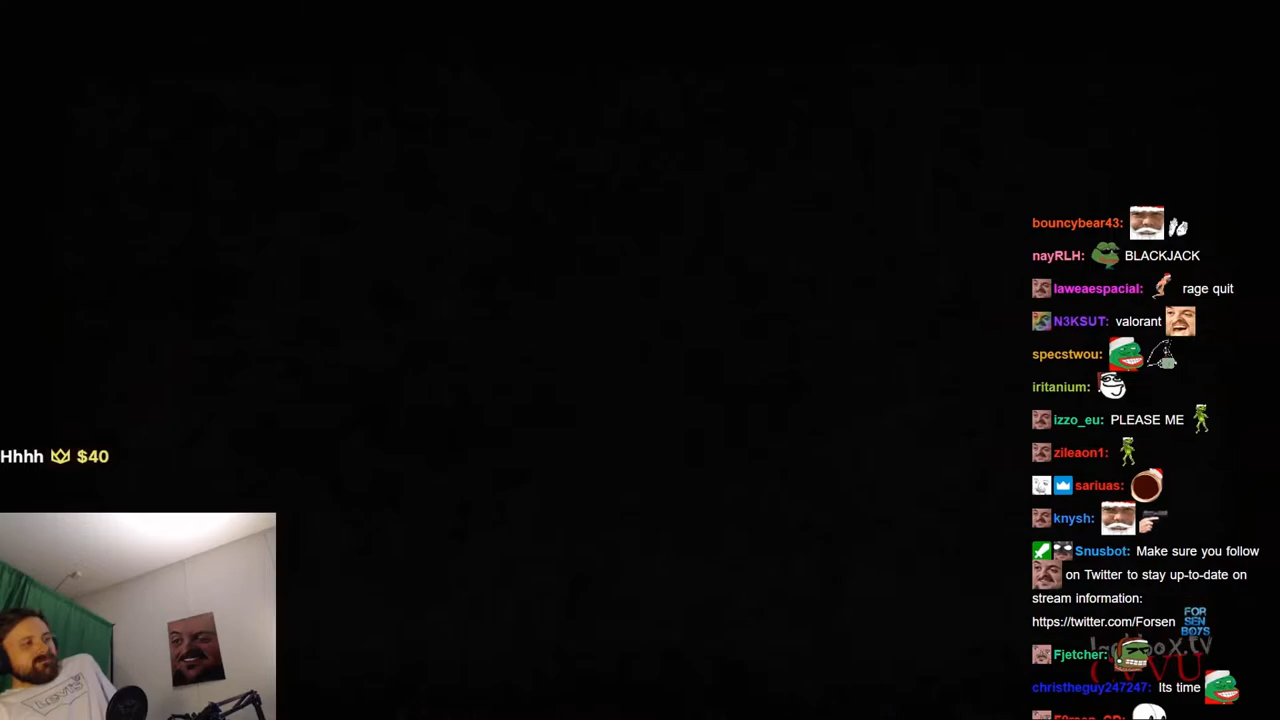 bouncybear43:
nayRLH: BLACKJACK
laweaespacial: rage quit
N3KSUT: valorant
specstwou:
iritanium:
izzo_eu: PLEASE ME
zileaon1:
sariuas:
knysh:
Hhhh $40
Snusbot: Make sure you follow
on Twitter to stay up-to-date on
stream information:
https://twitter.com/Forsen FOR SEN BOYS
Fjetcher:
christheguy247247: Its time